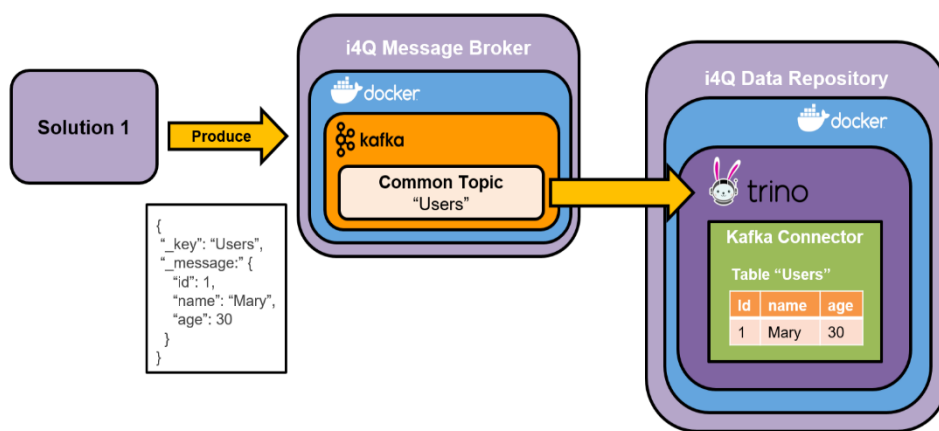 Solution 1
Produce
{
"_key": “Users”,
“_message:” {
“id”: 1,
“name”: “Mary”,
“age”: 30
}
}
i4Q Message Broker
docker
kafka
Common Topic
“Users”
i4Q Data Repository
docker
trino
Kafka Connector
Table “Users”
Id name age
1 Mary 30